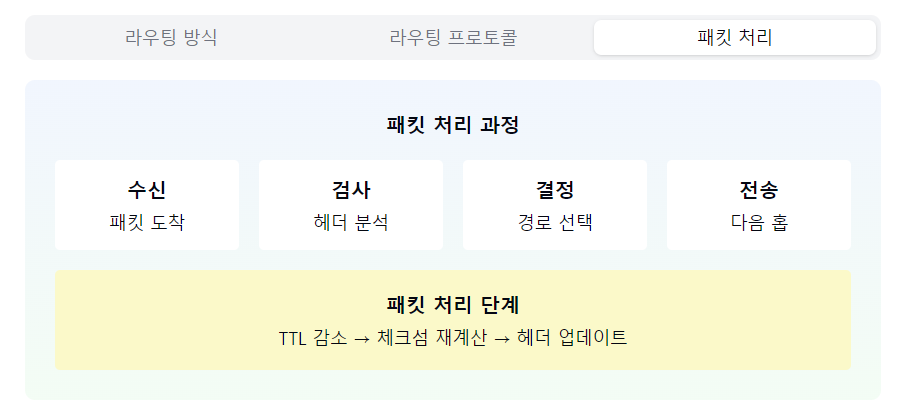 라우팅 방식 라우팅 프로토콜 패킷 처리
패킷 처리 과정
수신 검사 결정 전송
패킷 도착 헤더 분석 경로 선택 다음 홉
패킷 처리 단계
TTL 감소 → 체크섬 재계산 → 헤더 업데이트